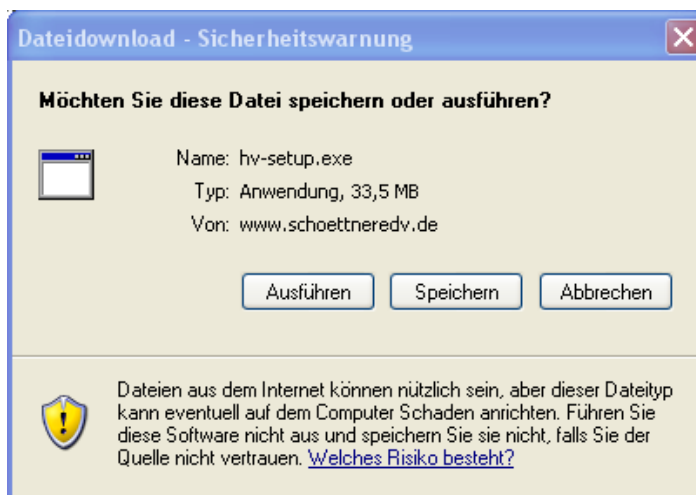 Dateidownload - Sicherheitswarnung
Möchten Sie diese Datei speichern oder ausführen?
Name: hv-setup.exe
Typ: Anwendung, 33,5 MB
Von: www.schoettneredv.de
Ausführen Speichern Abbrechen
Dateien aus dem Internet können nützlich sein, aber dieser Dateityp
kann eventuell auf dem Computer Schaden anrichten. Führen Sie
diese Software nicht aus und speichern Sie sie nicht, falls Sie der
Quelle nicht vertrauen. Welches Risiko besteht?